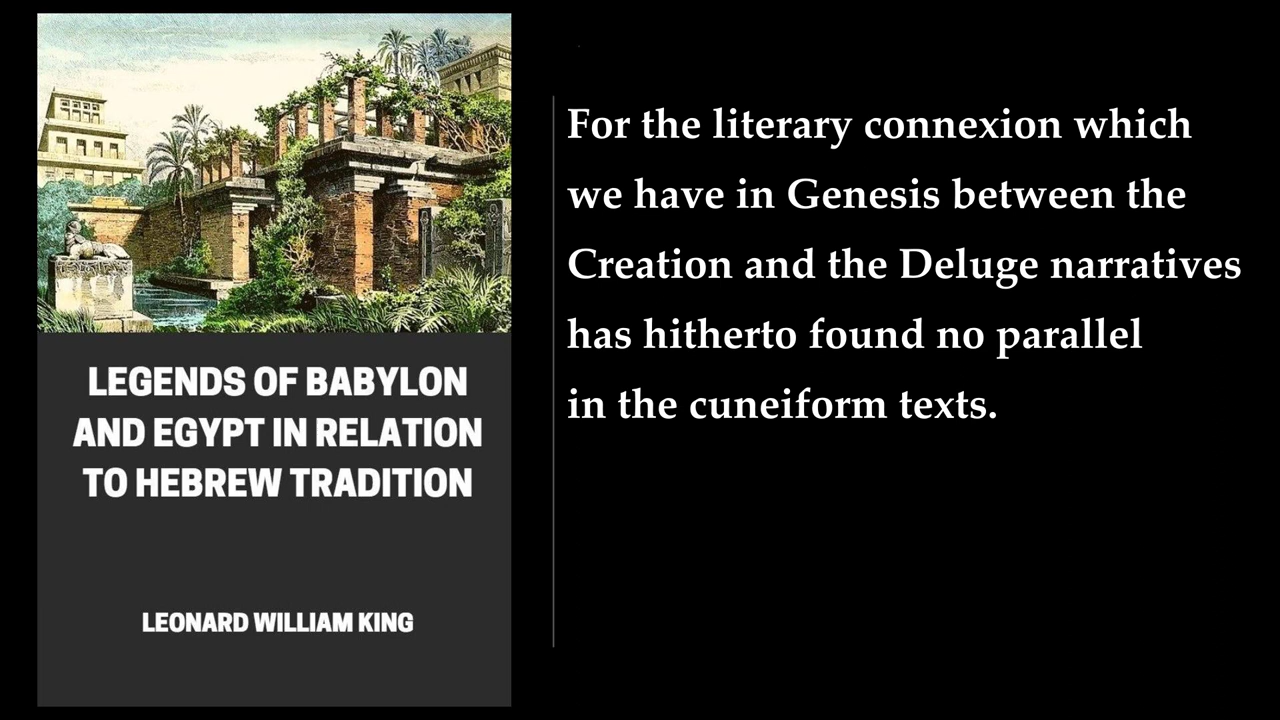 LEGENDS OF BABYLON
AND EGYPT IN RELATION
TO HEBREW TRADITION
LEONARD WILLIAM KING
For the literary connexion which
we have in Genesis between the
Creation and the Deluge narratives
has hitherto found no parallel
in the cuneiform texts.